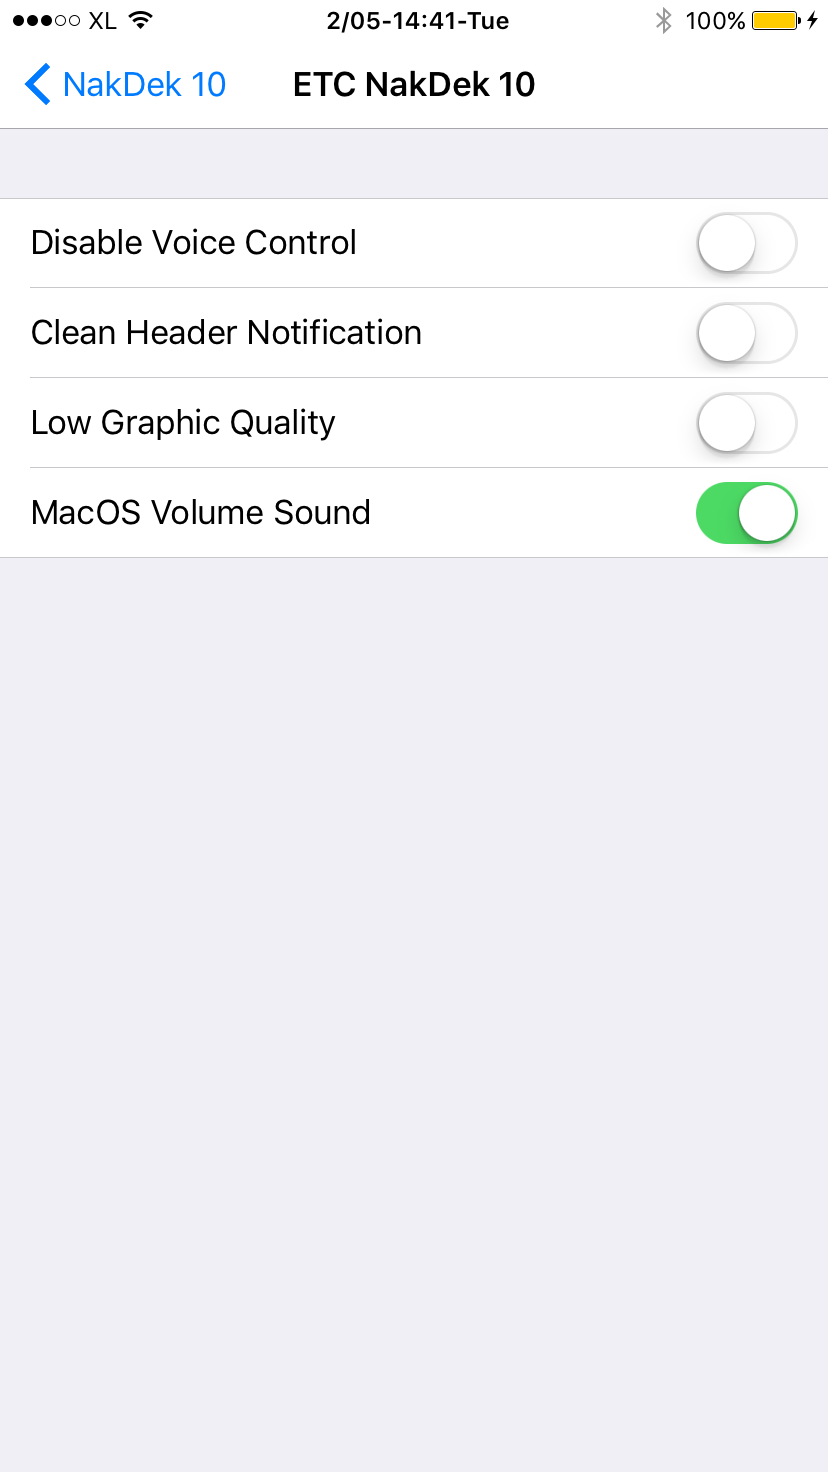 XL 2/05-14:41-Tue 100%
NakDek 10 ETC NakDek 10
Disable Voice Control
Clean Header Notification
Low Graphic Quality
MacOS Volume Sound